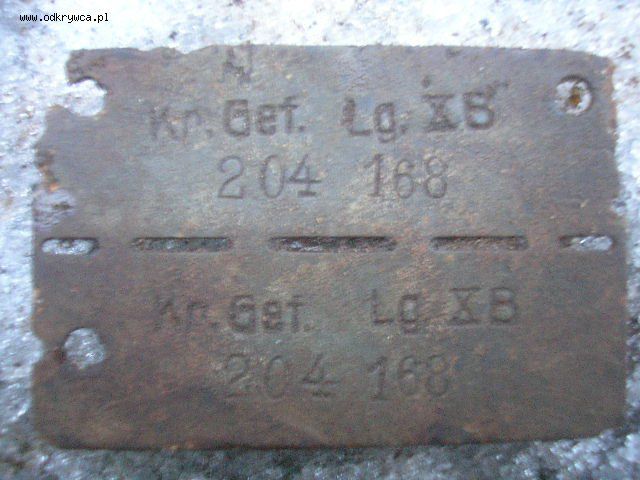 www.odkrywca.pl
Kr.Gef. Lg. XB
204 168
Kr.Gef. Lg XB
204 168